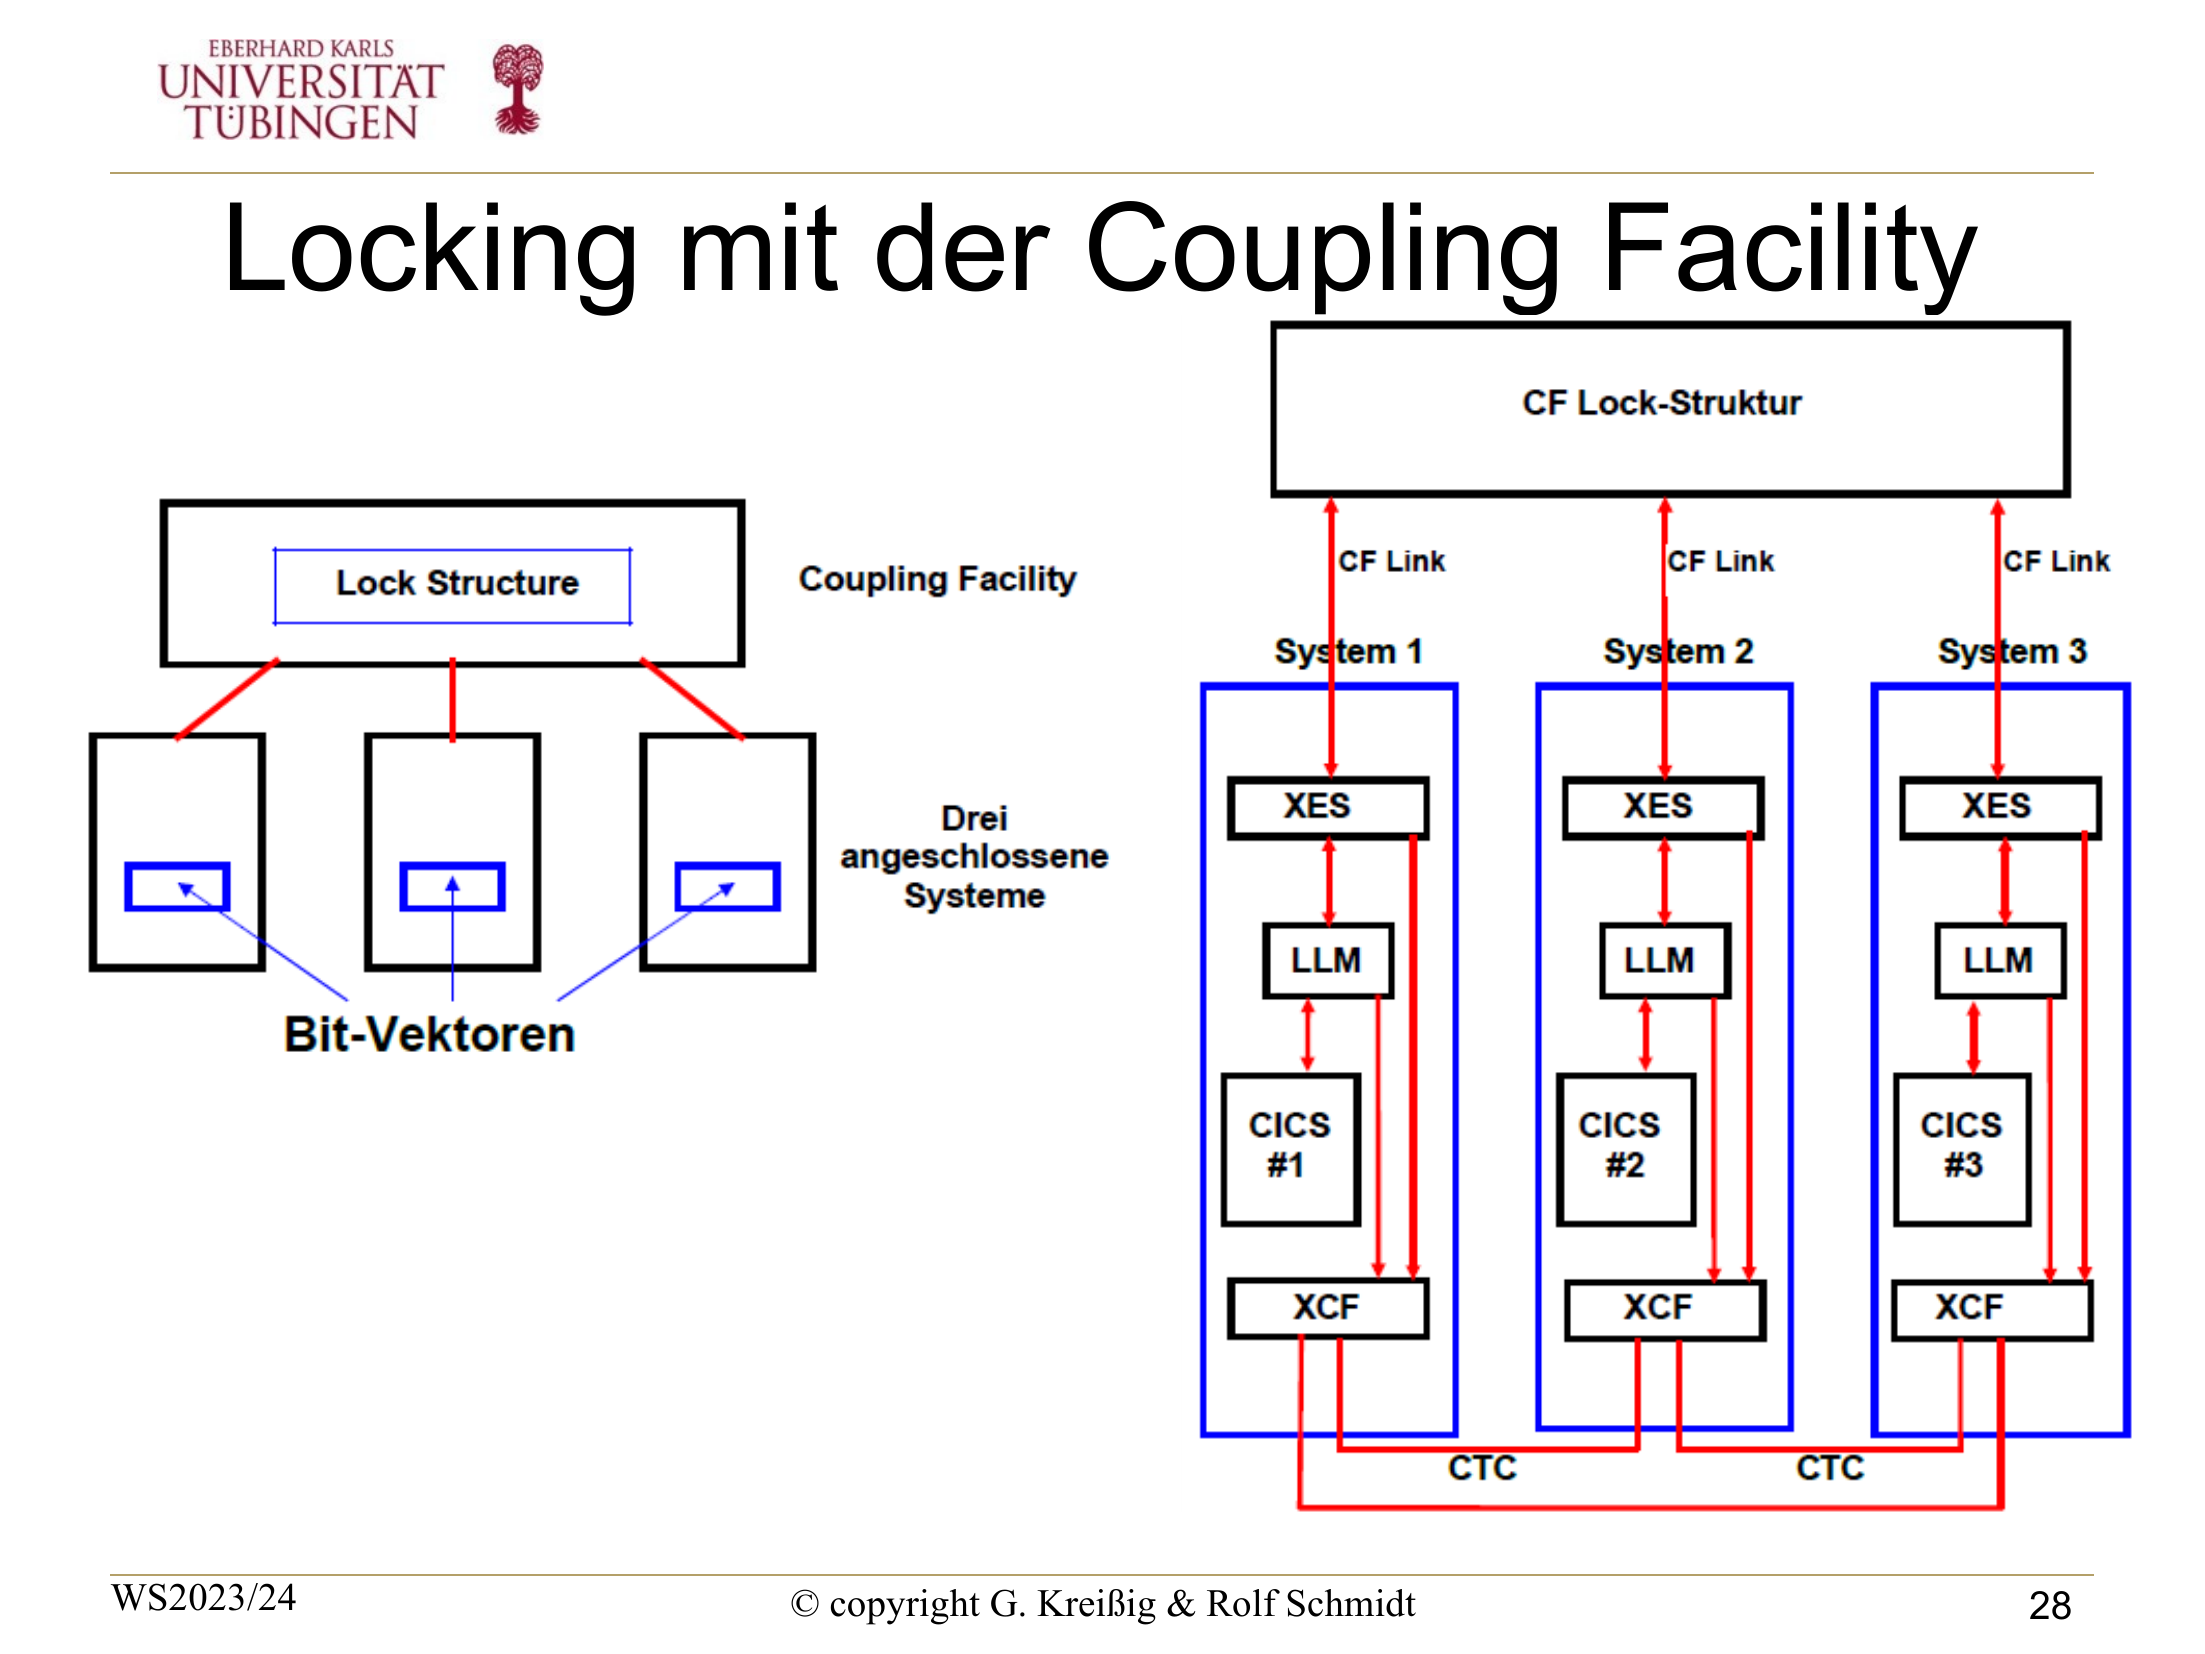 EBERHARD KARLS
UNIVERSITÄT
TÜBINGEN
Locking mit der Coupling Facility
Lock Structure
Coupling Facility
Drei
angeschlossene
Systeme
Bit-Vektoren
CF Lock-Struktur
CF Link
CF Link
CF Link
System 1
System 2
System 3
XES
XES
XES
LLM
LLM
LLM
CICS
#1
CICS
#2
CICS
#3
XCF
XCF
XCF
CTC
CTC
WS2023/24
© copyright G. Kreißig & Rolf Schmidt
28